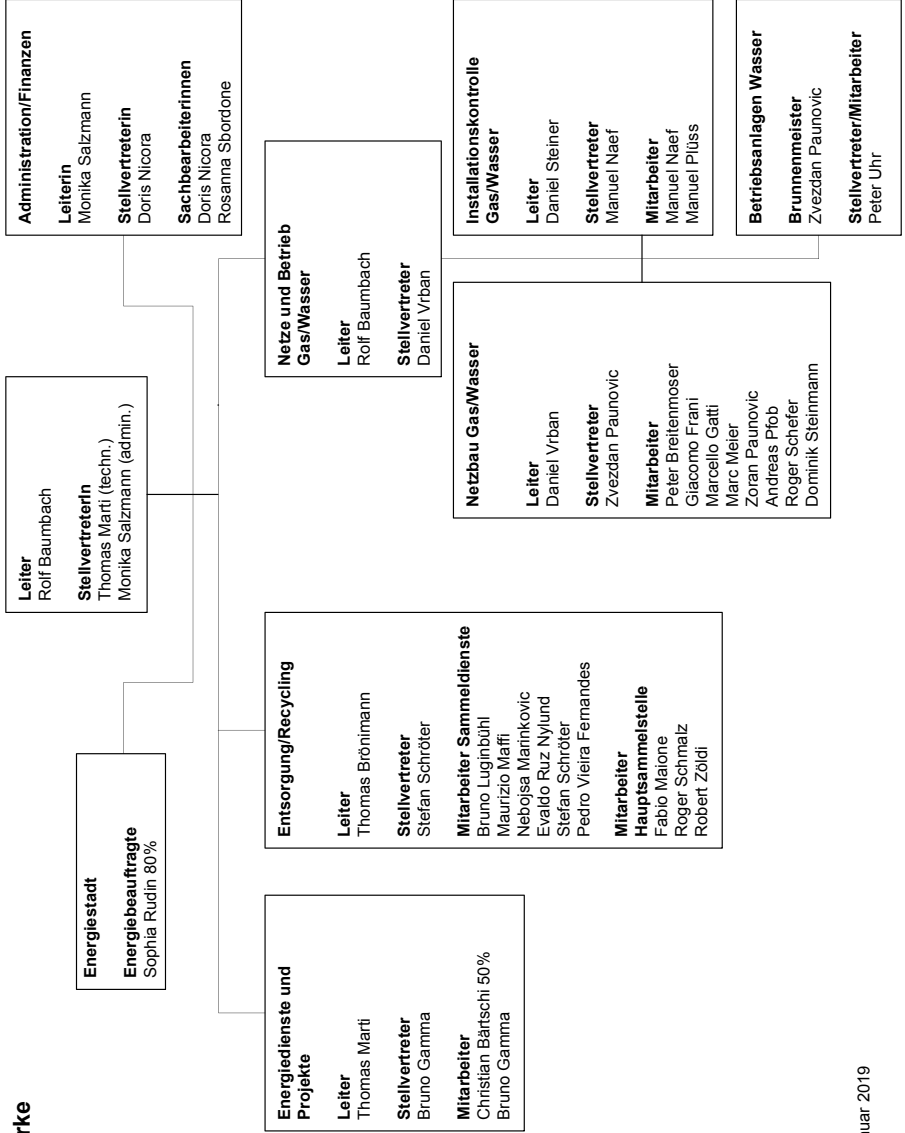 rke
Leiter
Rolf Baumbach
StellvertreterIn
Thomas Marti (techn.)
Monika Salzmann (admin.)
Energiestadt
Energiebeauftragte
Sophia Rudin 80%
Administration/Finanzen
Leiterin
Monika Salzmann
Stellvertreterin
Doris Nicora
Sachbearbeiterinnen
Doris Nicora
Rosanna Sbordone
Energiedienste und
Projekte
Leiter
Thomas Marti
Stellvertreter
Bruno Gamma
Mitarbeiter
Christian Bärtschi 50%
Bruno Gamma
Entsorgung/Recycling
Leiter
Thomas Brönimann
Stellvertreter
Stefan Schröter
Mitarbeiter Sammeldienste
Bruno Luginbühl
Maurizio Maffi
Nebojsa Marinkovic
Evaldo Ruz Nylund
Stefan Schröter
Pedro Vieira Fernandes
Mitarbeiter
Hauptsammelstelle
Fabio Maione
Roger Schmalz
Robert Zöldi
Netze und Betrieb
Gas/Wasser
Leiter
Rolf Baumbach
Stellvertreter
Daniel Vrban
Netzbau Gas/Wasser
Leiter
Daniel Vrban
Stellvertreter
Zvezdan Paunovic
Mitarbeiter
Peter Breitenmoser
Giacomo Frani
Marcello Gatti
Marc Meier
Zoran Paunovic
Andreas Pfob
Roger Schefer
Dominik Steinmann
Installationskontrolle
Gas/Wasser
Leiter
Daniel Steiner
Stellvertreter
Manuel Naef
Mitarbeiter
Manuel Naef
Manuel Plüss
Betriebsanlagen Wasser
Brunnenmeister
Zvezdan Paunovic
Stellvertreter/Mitarbeiter
Peter Uhr
uar 2019